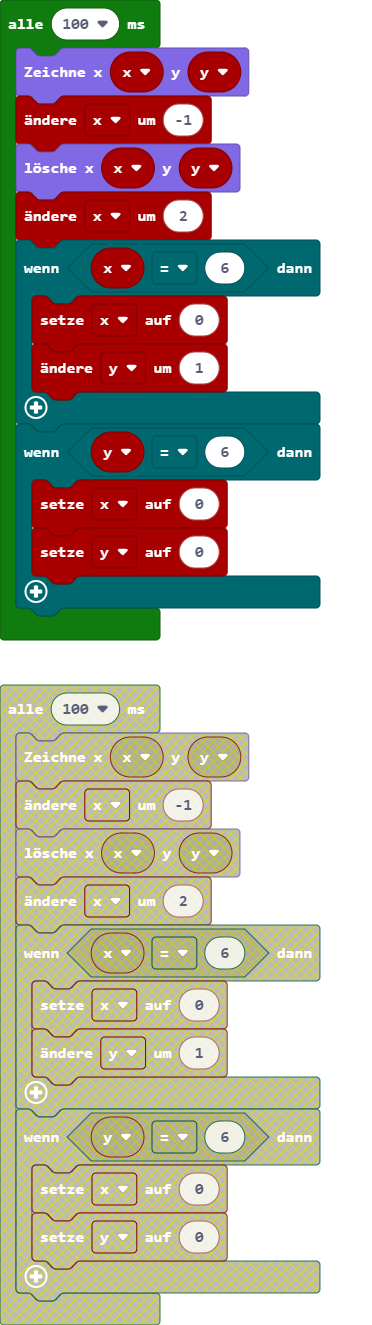 alle 100 ms
Zeichne x x y y
ändere x um -1
lösche x x y y
ändere x um 2
wenn x = 6 dann
setze x auf 0
ändere y um 1
wenn y = 6 dann
setze x auf 0
setze y auf 0
alle 100 ms
Zeichne x x y y
ändere x um -1
lösche x x y y
ändere x um 2
wenn x = 6 dann
setze x auf 0
ändere y um 1
wenn y = 6 dann
setze x auf 0
setze y auf 0